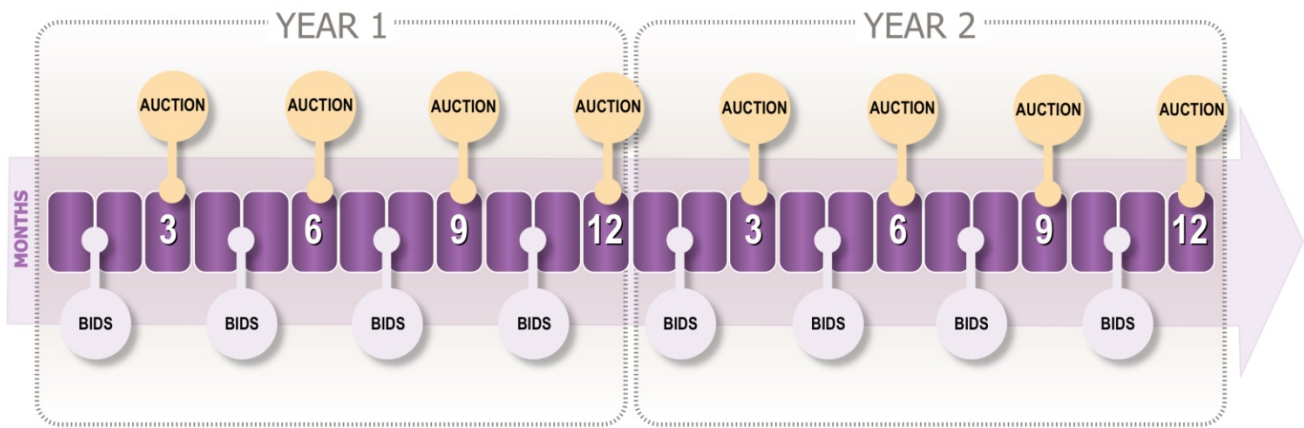 YEAR 1
YEAR 2
AUCTION
AUCTION
AUCTION
AUCTION
AUCTION
AUCTION
AUCTION
AUCTION
MONTHS
3
6
9
12
3
6
9
12
BIDS
BIDS
BIDS
BIDS
BIDS
BIDS
BIDS
BIDS